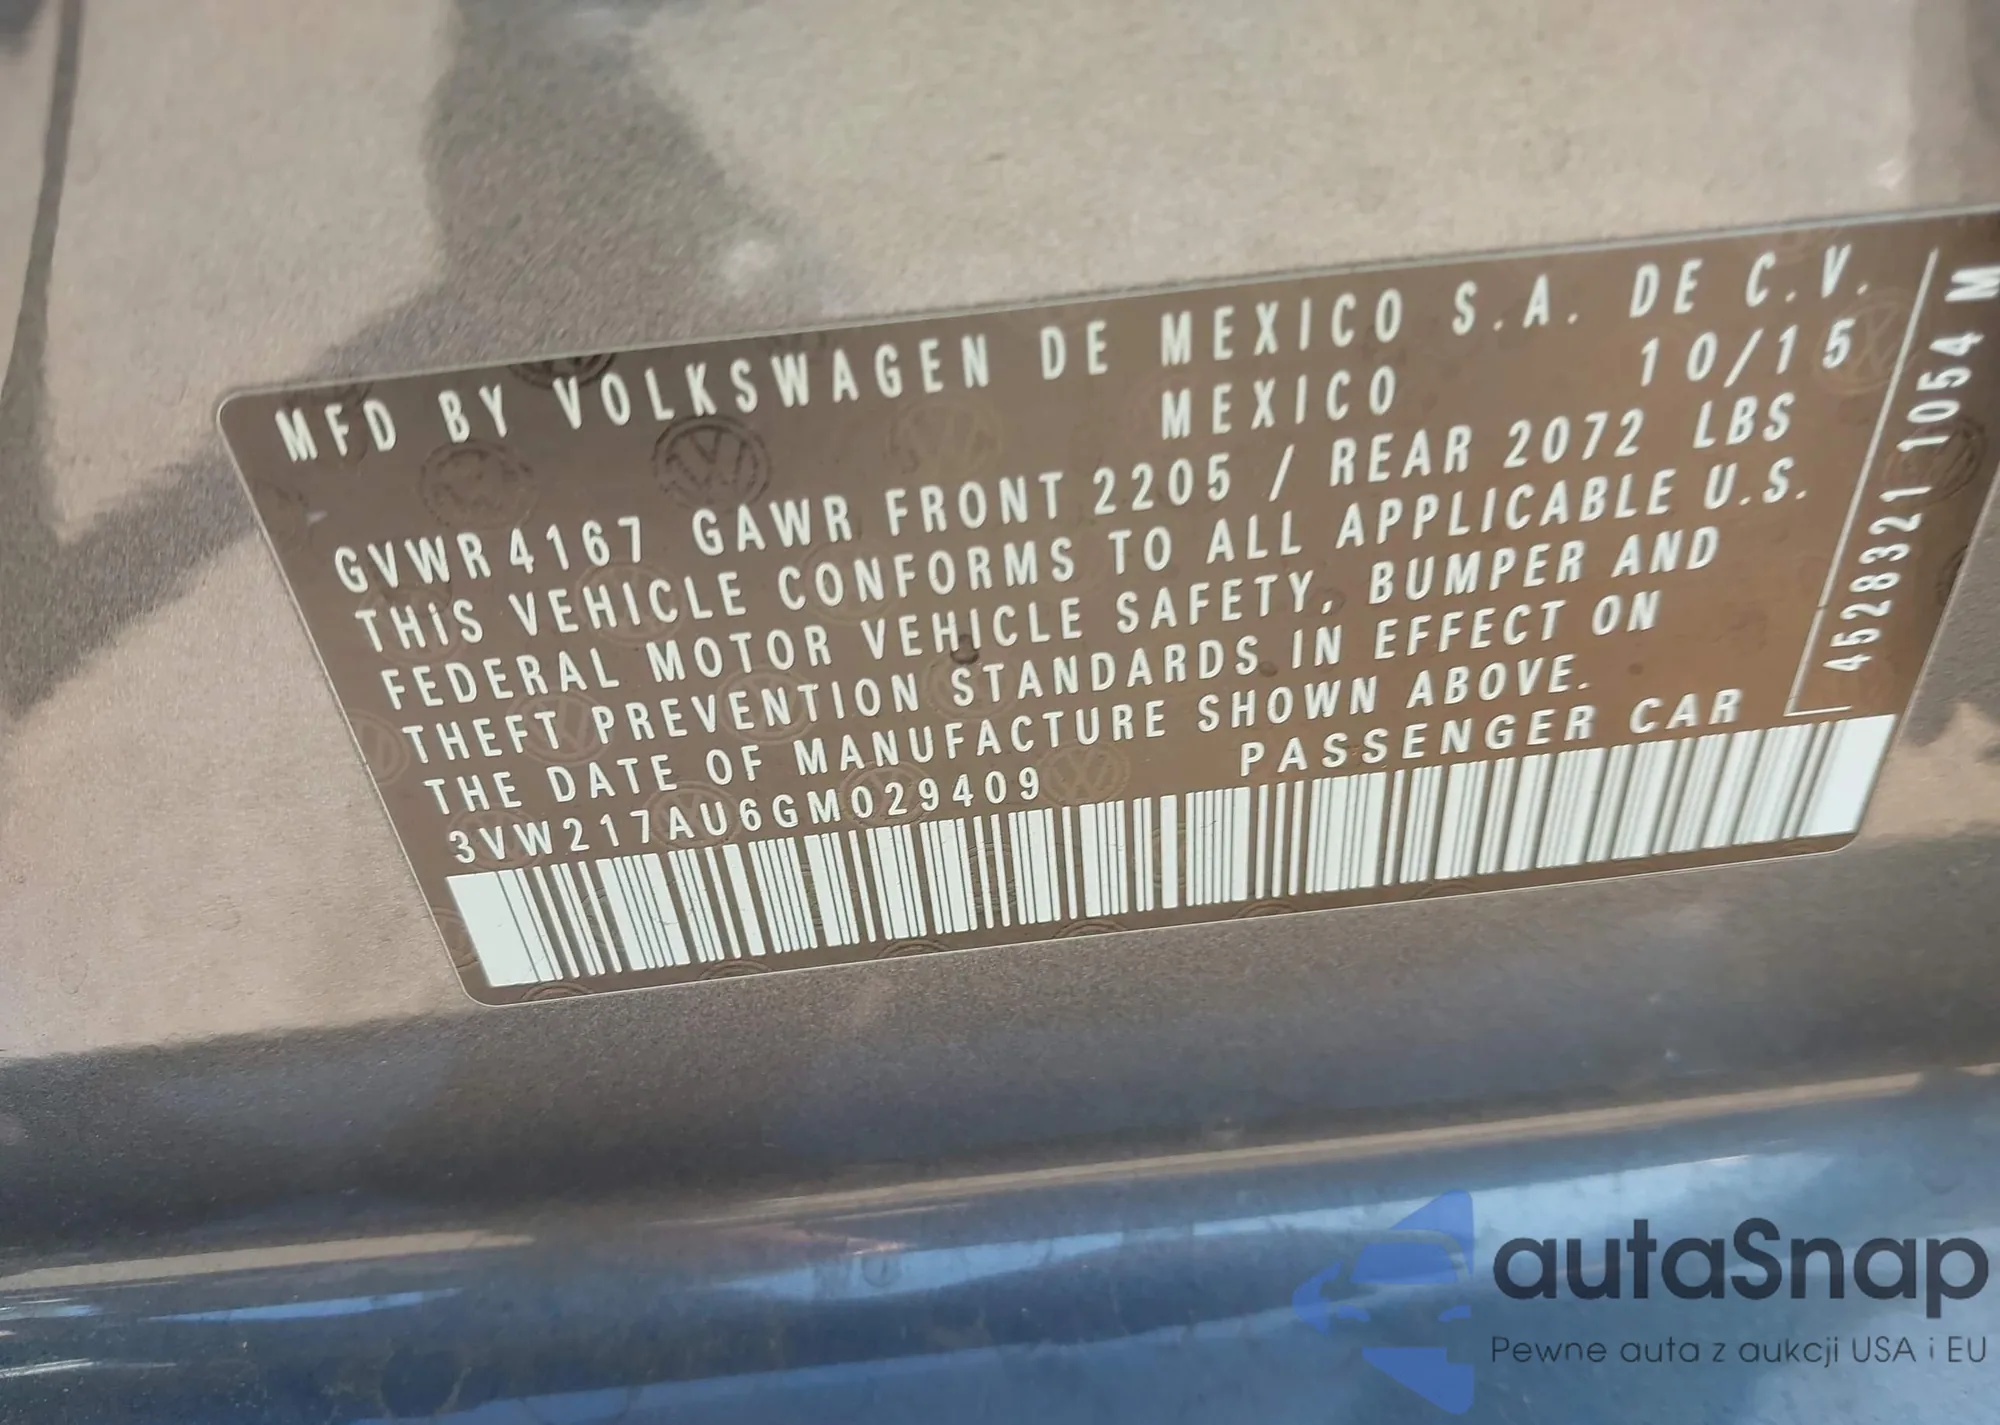 MFD BY VOLKSWAGEN DE MEXICO S.A. DE C.V.
MEXICO 10/15
GVWR 4167 GAWR FRONT 2205 / REAR 2072 LBS
THIS VEHICLE CONFORMS TO ALL APPLICABLE U.S.
FEDERAL MOTOR VEHICLE SAFETY, BUMPER AND
THEFT PREVENTION STANDARDS IN EFFECT ON
THE DATE OF MANUFACTURE SHOWN ABOVE.
3VW217AU6GM029409 PASSENGER CAR
4528321 1054 M
autaSnap
Pewne auta z aukcji USA i EU